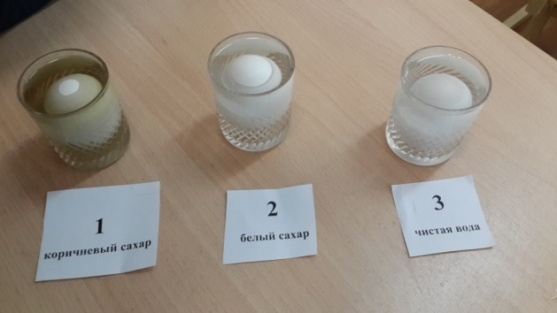 1
коричневый сахар
2
белый сахар
3
чистая вода